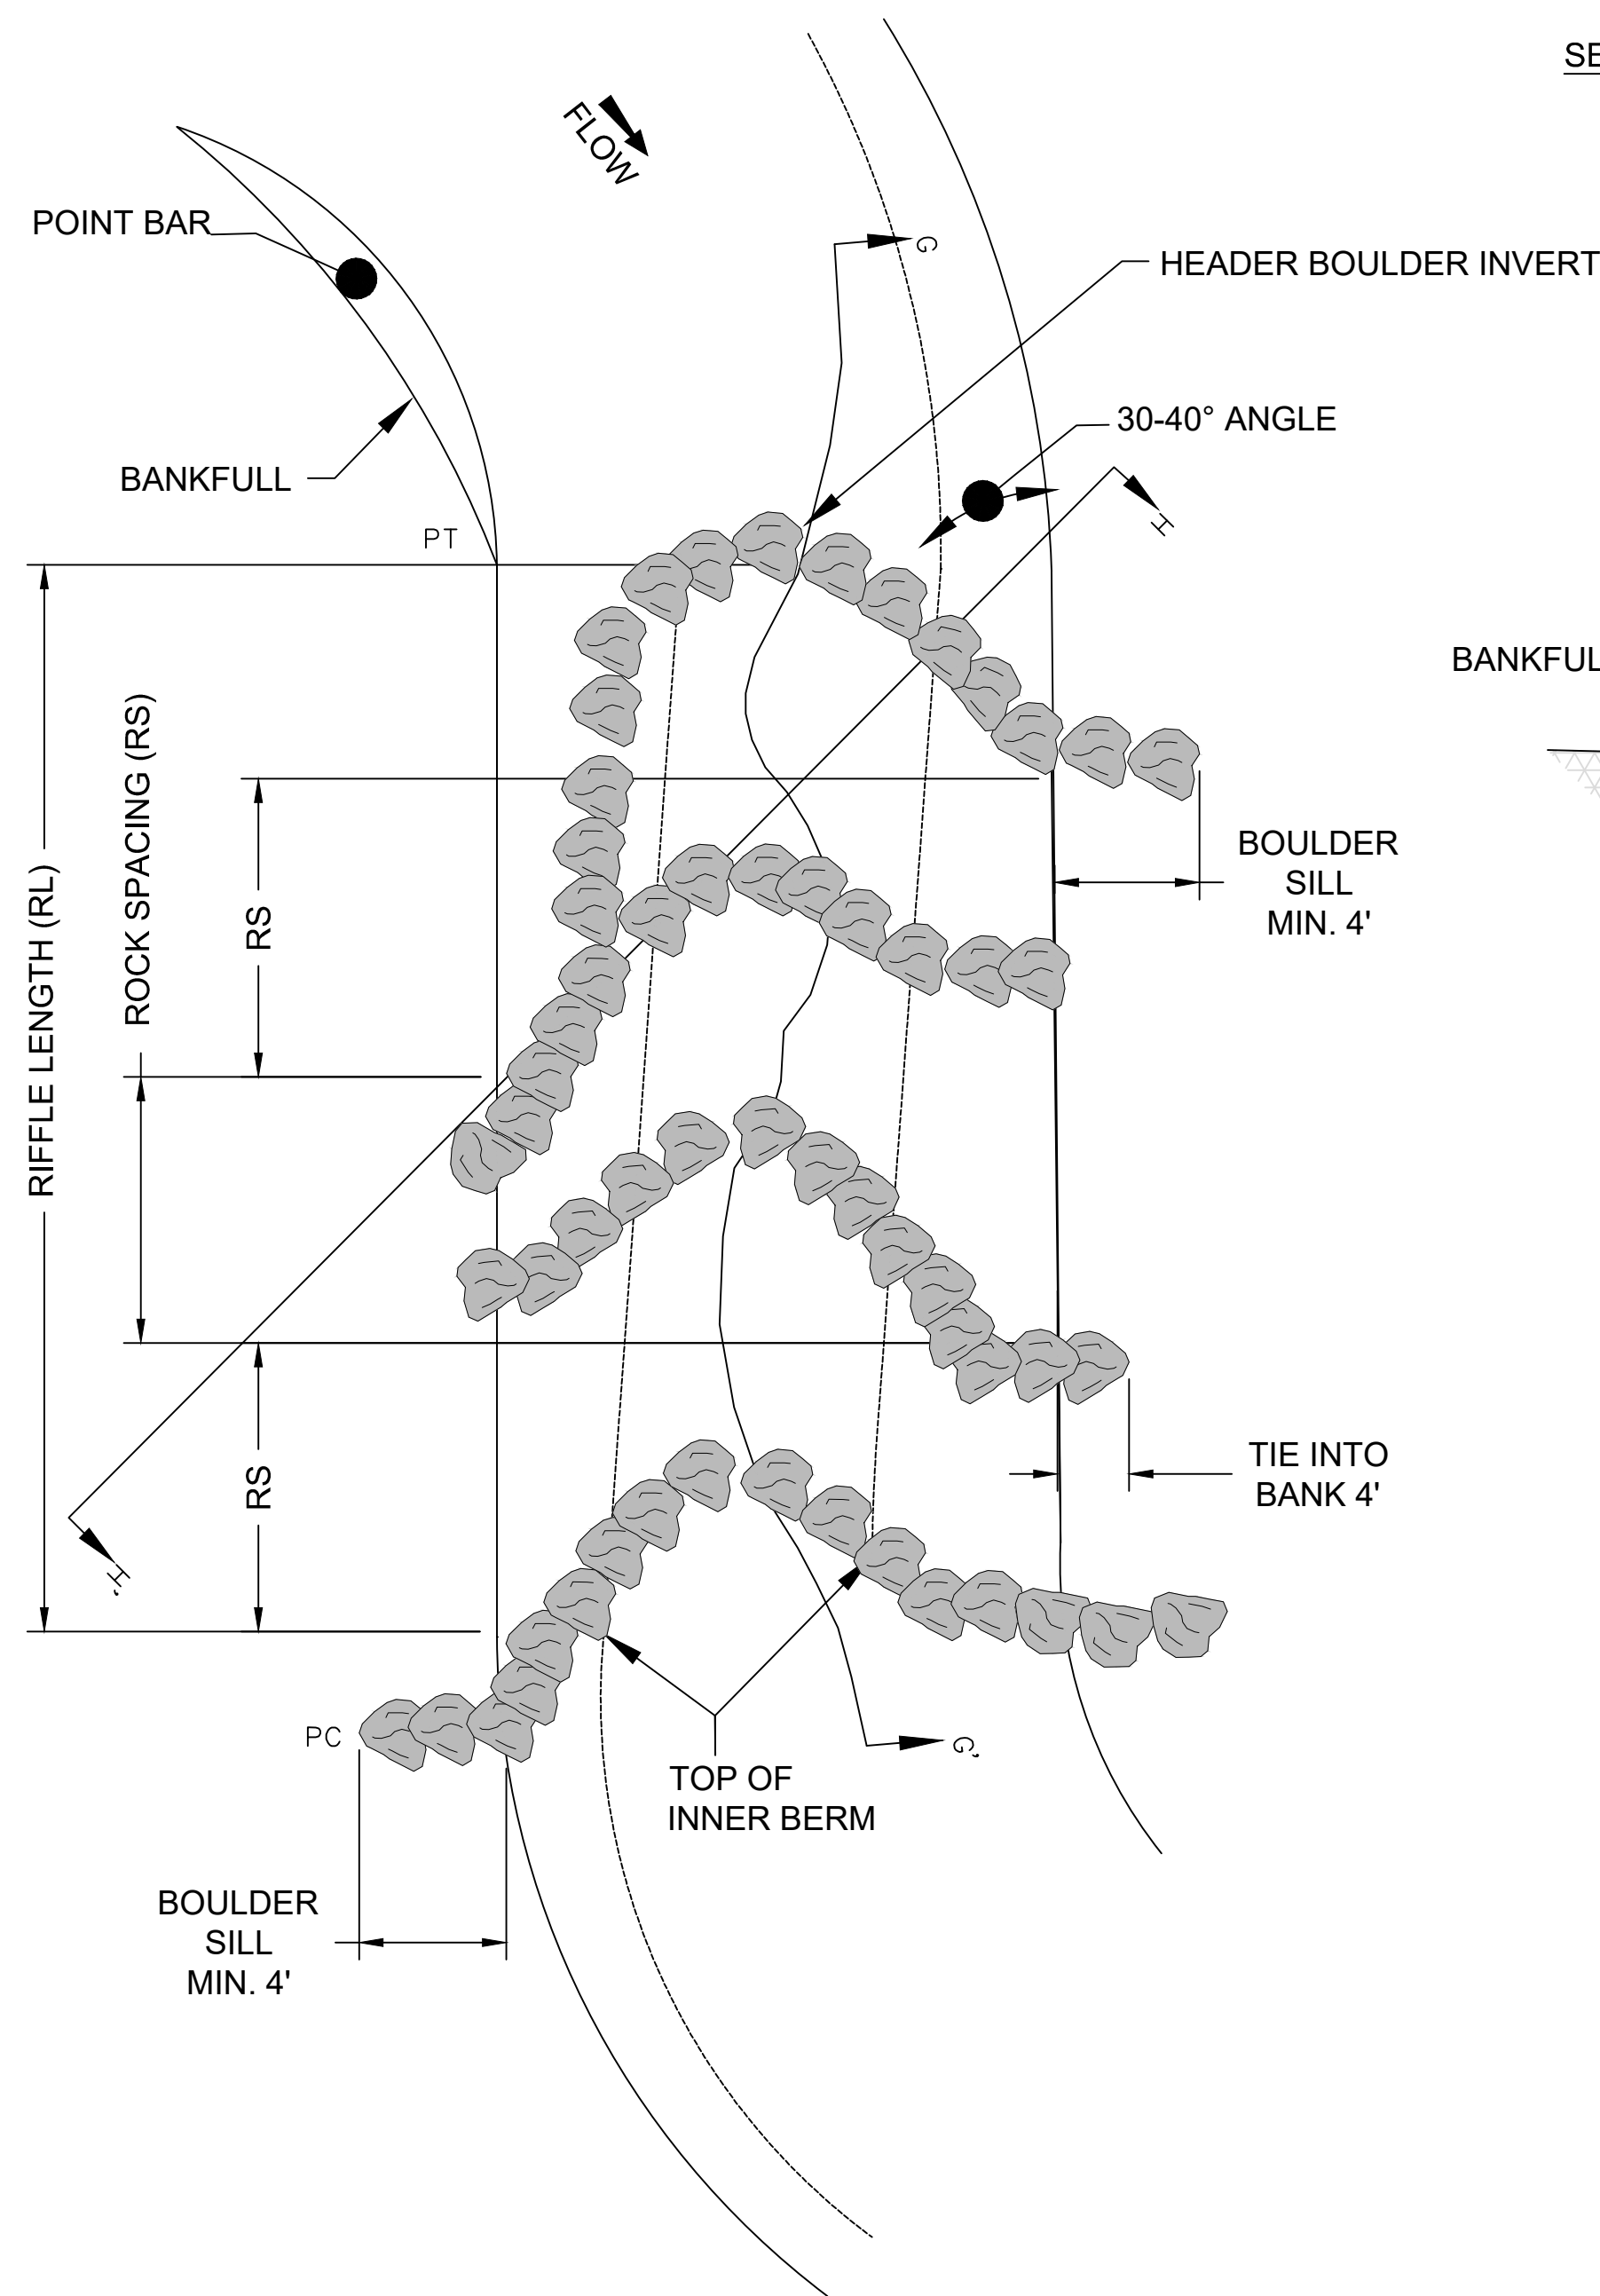 SE
FLOW
POINT BAR
G
HEADER BOULDER INVERT
30-40° ANGLE
BANKFULL
H
PT
BANKFUL
ROCK SPACING (RS)
RIFFLE LENGTH (RL)
RS
BOULDER
SILL
MIN. 4'
TIE INTO
BANK 4'
RS
H'
PC
G'
TOP OF
INNER BERM
BOULDER
SILL
MIN. 4'